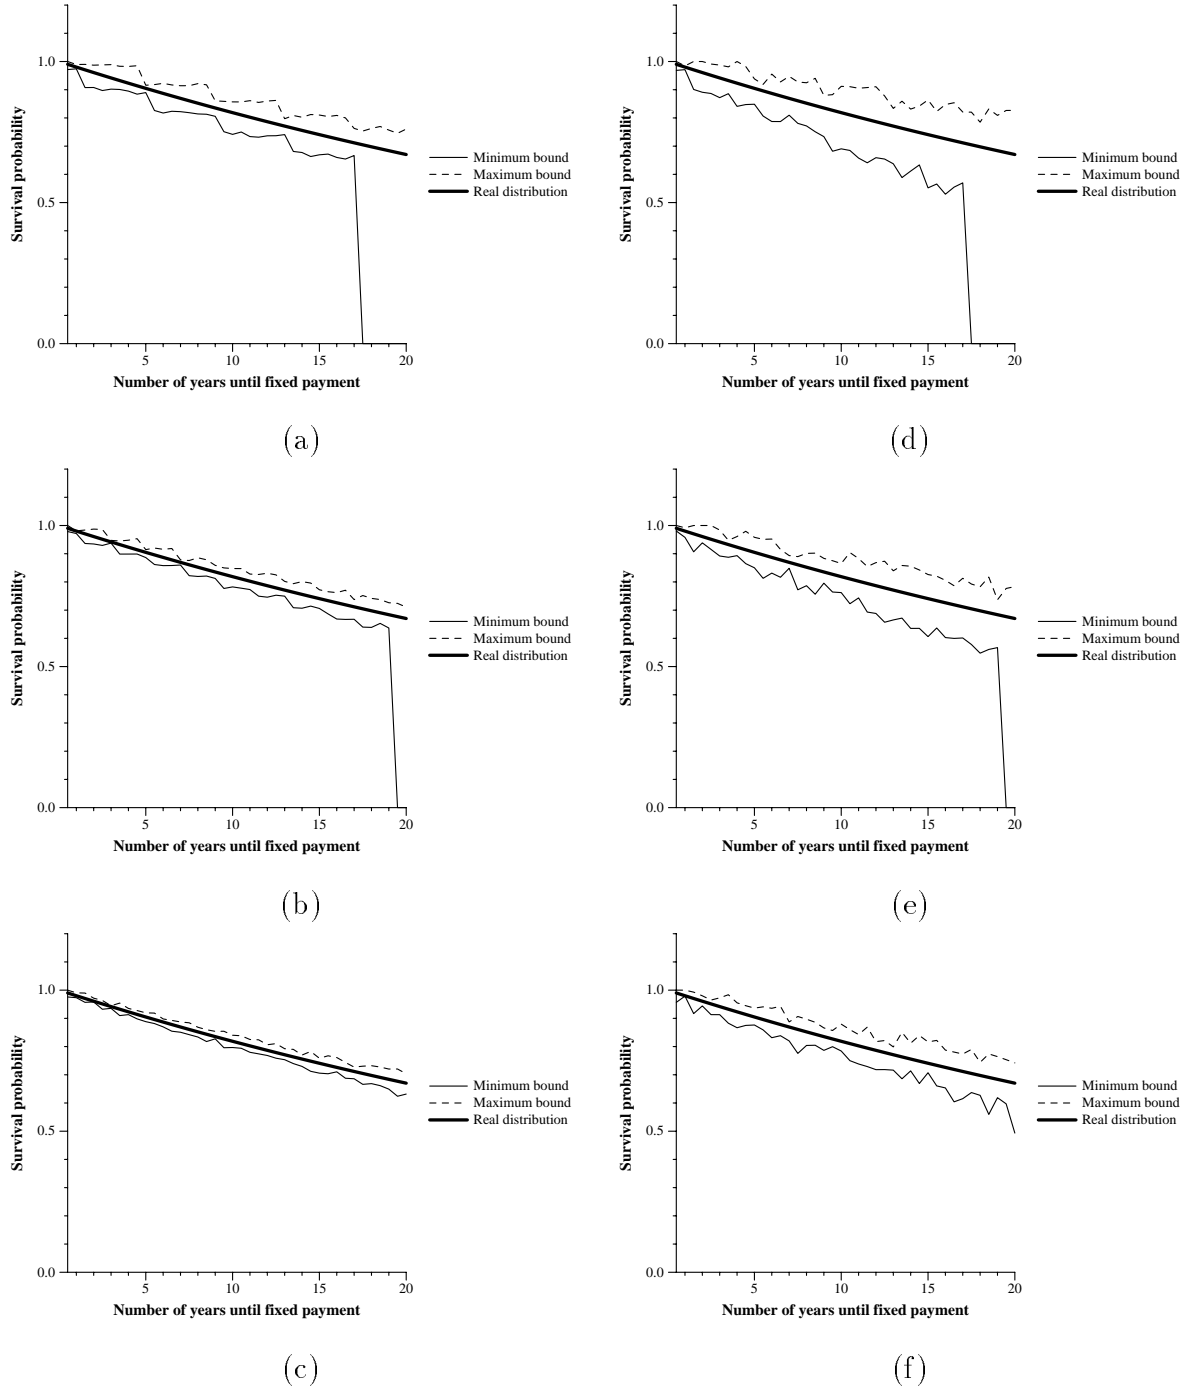 1.0
0.5
0.0
Survival probability
5 10 15 20
Number of years until fixed payment
Minimum bound
Maximum bound
Real distribution
(a)
1.0
0.5
0.0
Survival probability
5 10 15 20
Number of years until fixed payment
Minimum bound
Maximum bound
Real distribution
(d)
1.0
0.5
0.0
Survival probability
5 10 15 20
Number of years until fixed payment
Minimum bound
Maximum bound
Real distribution
(b)
1.0
0.5
0.0
Survival probability
5 10 15 20
Number of years until fixed payment
Minimum bound
Maximum bound
Real distribution
(e)
1.0
0.5
0.0
Survival probability
5 10 15 20
Number of years until fixed payment
Minimum bound
Maximum bound
Real distribution
(c)
1.0
0.5
0.0
Survival probability
5 10 15 20
Number of years until fixed payment
Minimum bound
Maximum bound
Real distribution
(f)